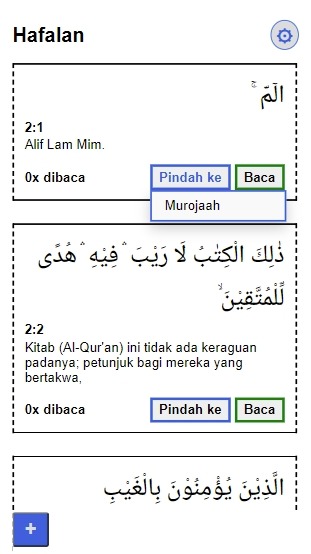 Hafalan
الۤمّۤ ۚ
2:1
Alif Lam Mim.
0x dibaca
Pindah ke
Baca
Murojaah
ذٰلِكَ الْكِتٰبُ لَا رَيْبَ ۛ فِيْهِ ۛ هُدًى
لِّلْمُتَّقِيْنَۙ
2:2
Kitab (Al-Qur'an) ini tidak ada keraguan
padanya; petunjuk bagi mereka yang
bertakwa,
0x dibaca
Pindah ke
Baca
الَّذِيْنَ يُؤْمِنُوْنَ بِالْغَيْبِ
+